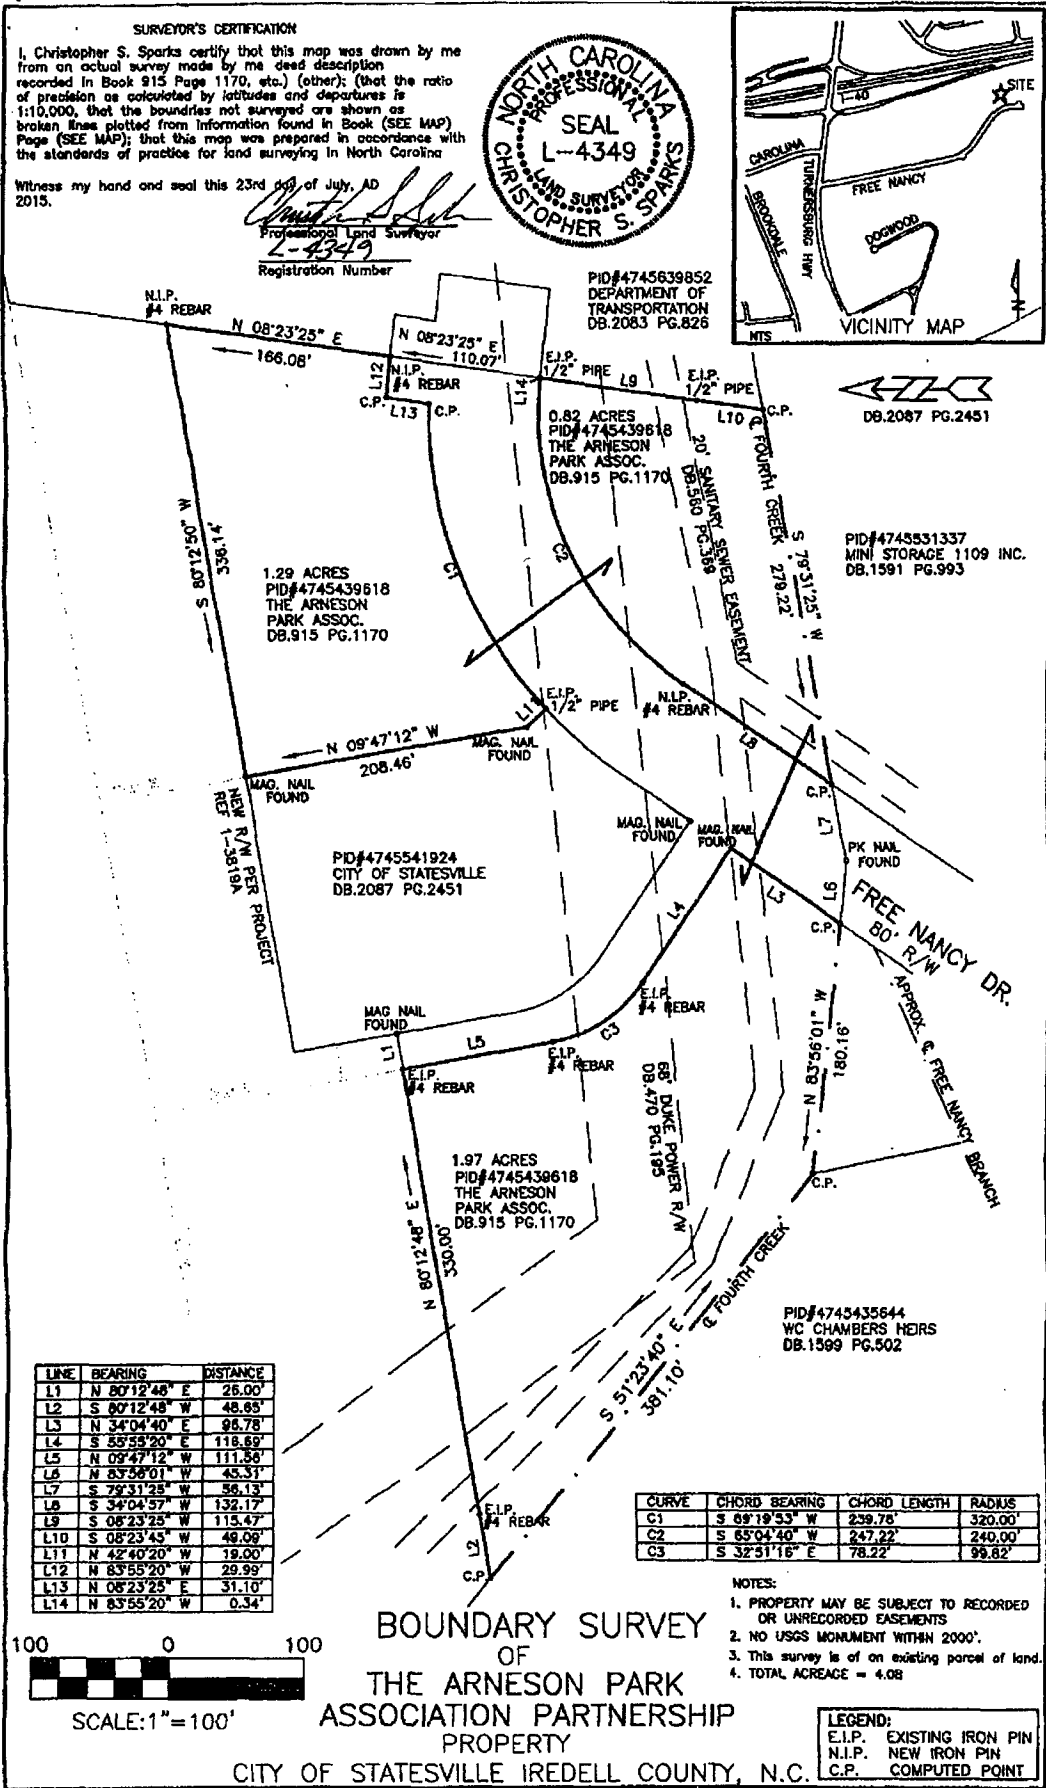 SURVEYOR'S CERTIFICATION
I, Christopher S. Sparks certify that this map was drawn by me
from an actual survey made by me deed description
recorded in Book 915 Page 1170, etc.) (other); (that the ratio
of precision as calculated by latitudes and departures is
1:10,000, that the boundries not surveyed are shown as
broken lines plotted from information found in Book (SEE MAP)
Page (SEE MAP); that this map was prepared in accordance with
the standards of practice for land surveying in North Carolina
Witness my hand and seal this 23rd day of July, AD
2015.
Professional Land Surveyor
L-4349
Registration Number
NORTH CAROLINA
PROFESSIONAL
SEAL
L-4349
LAND SURVEYOR
CHRISTOPHER S. SPARKS
SITE
I-40
CAROLINA
TURNERSBURG HWY
FREE NANCY
BROOKDALE
DOGWOOD
N
NTS
VICINITY MAP
PID#4745639852
DEPARTMENT OF
TRANSPORTATION
DB.2083 PG.826
DB.2087 PG.2451
N.I.P.
#4 REBAR
N 08°23'25" E
166.08'
N 08°23'25" E
110.07'
L12
N.I.P.
#4 REBAR
C.P.
L13
C.P.
L14
E.I.P.
1/2" PIPE
L9
E.I.P.
1/2" PIPE
L10
C.P.
0.82 ACRES
PID#4745439618
THE ARNESON
PARK ASSOC.
DB.915 PG.1170
20' SANITARY SEWER EASEMENT
DB.560 PG.369
℄ FOURTH CREEK
S 79°31'25" W
279.22'
PID#4745531337
MINI STORAGE 1109 INC.
DB.1591 PG.993
S 80°12'50" W
338.14'
1.29 ACRES
PID#4745439618
THE ARNESON
PARK ASSOC.
DB.915 PG.1170
C1
C2
L11
E.I.P.
1/2" PIPE
N.I.P.
#4 REBAR
N 09°47'12" W
208.46'
MAG. NAIL
FOUND
MAG. NAIL
FOUND
L8
C.P.
L7
NEW R/W PER PROJECT
REF 1-3819A
PID#4745541924
CITY OF STATESVILLE
DB.2087 PG.2451
MAG. NAIL
FOUND
MAG. NAIL
FOUND
PK NAIL
FOUND
L3
L6
L4
C.P.
FREE NANCY DR.
80' R/W
E.I.P.
#4 REBAR
MAG NAIL
FOUND
L1
L5
C3
E.I.P.
#4 REBAR
E.I.P.
#4 REBAR
APPROX. ℄ FREE NANCY BRANCH
N 83°56'01" W
180.16'
68' DUKE POWER R/W
DB.470 PG.195
C.P.
1.97 ACRES
PID#4745439618
THE ARNESON
PARK ASSOC.
DB.915 PG.1170
N 80°12'48" E
330.00'
℄ FOURTH CREEK
S 51°23'40" E
381.10'
PID#4745435644
WC CHAMBERS HEIRS
DB.1599 PG.502
E.I.P.
#4 REBAR
L2
C.P.
LINE BEARING DISTANCE
L1 N 80°12'48" E 26.00'
L2 S 80°12'48" W 48.65'
L3 N 34°04'40" E 96.78'
L4 S 55°55'20" E 118.69'
L5 N 09°47'12" W 111.56'
L6 N 83°56'01" W 45.31'
L7 S 79°31'25" W 56.13'
L8 S 34°04'57" W 132.17'
L9 S 08°23'25" W 115.47'
L10 S 08°23'45" W 49.09'
L11 N 42°40'20" W 19.00'
L12 N 83°55'20" W 29.99'
L13 N 08°23'25" E 31.10'
L14 N 83°55'20" W 0.34'
CURVE CHORD BEARING CHORD LENGTH RADIUS
C1 S 69°19'53" W 239.76' 320.00'
C2 S 65°04'40" W 247.22' 240.00'
C3 S 32°51'16" E 78.22' 99.82'
NOTES:
1. PROPERTY MAY BE SUBJECT TO RECORDED
OR UNRECORDED EASEMENTS
2. NO USGS MONUMENT WITHIN 2000'.
3. This survey is of an existing parcel of land.
4. TOTAL ACREAGE = 4.08
100 0 100
SCALE:1"=100'
BOUNDARY SURVEY
OF
THE ARNESON PARK
ASSOCIATION PARTNERSHIP
PROPERTY
CITY OF STATESVILLE IREDELL COUNTY, N.C.
LEGEND:
E.I.P. EXISTING IRON PIN
N.I.P. NEW IRON PIN
C.P. COMPUTED POINT